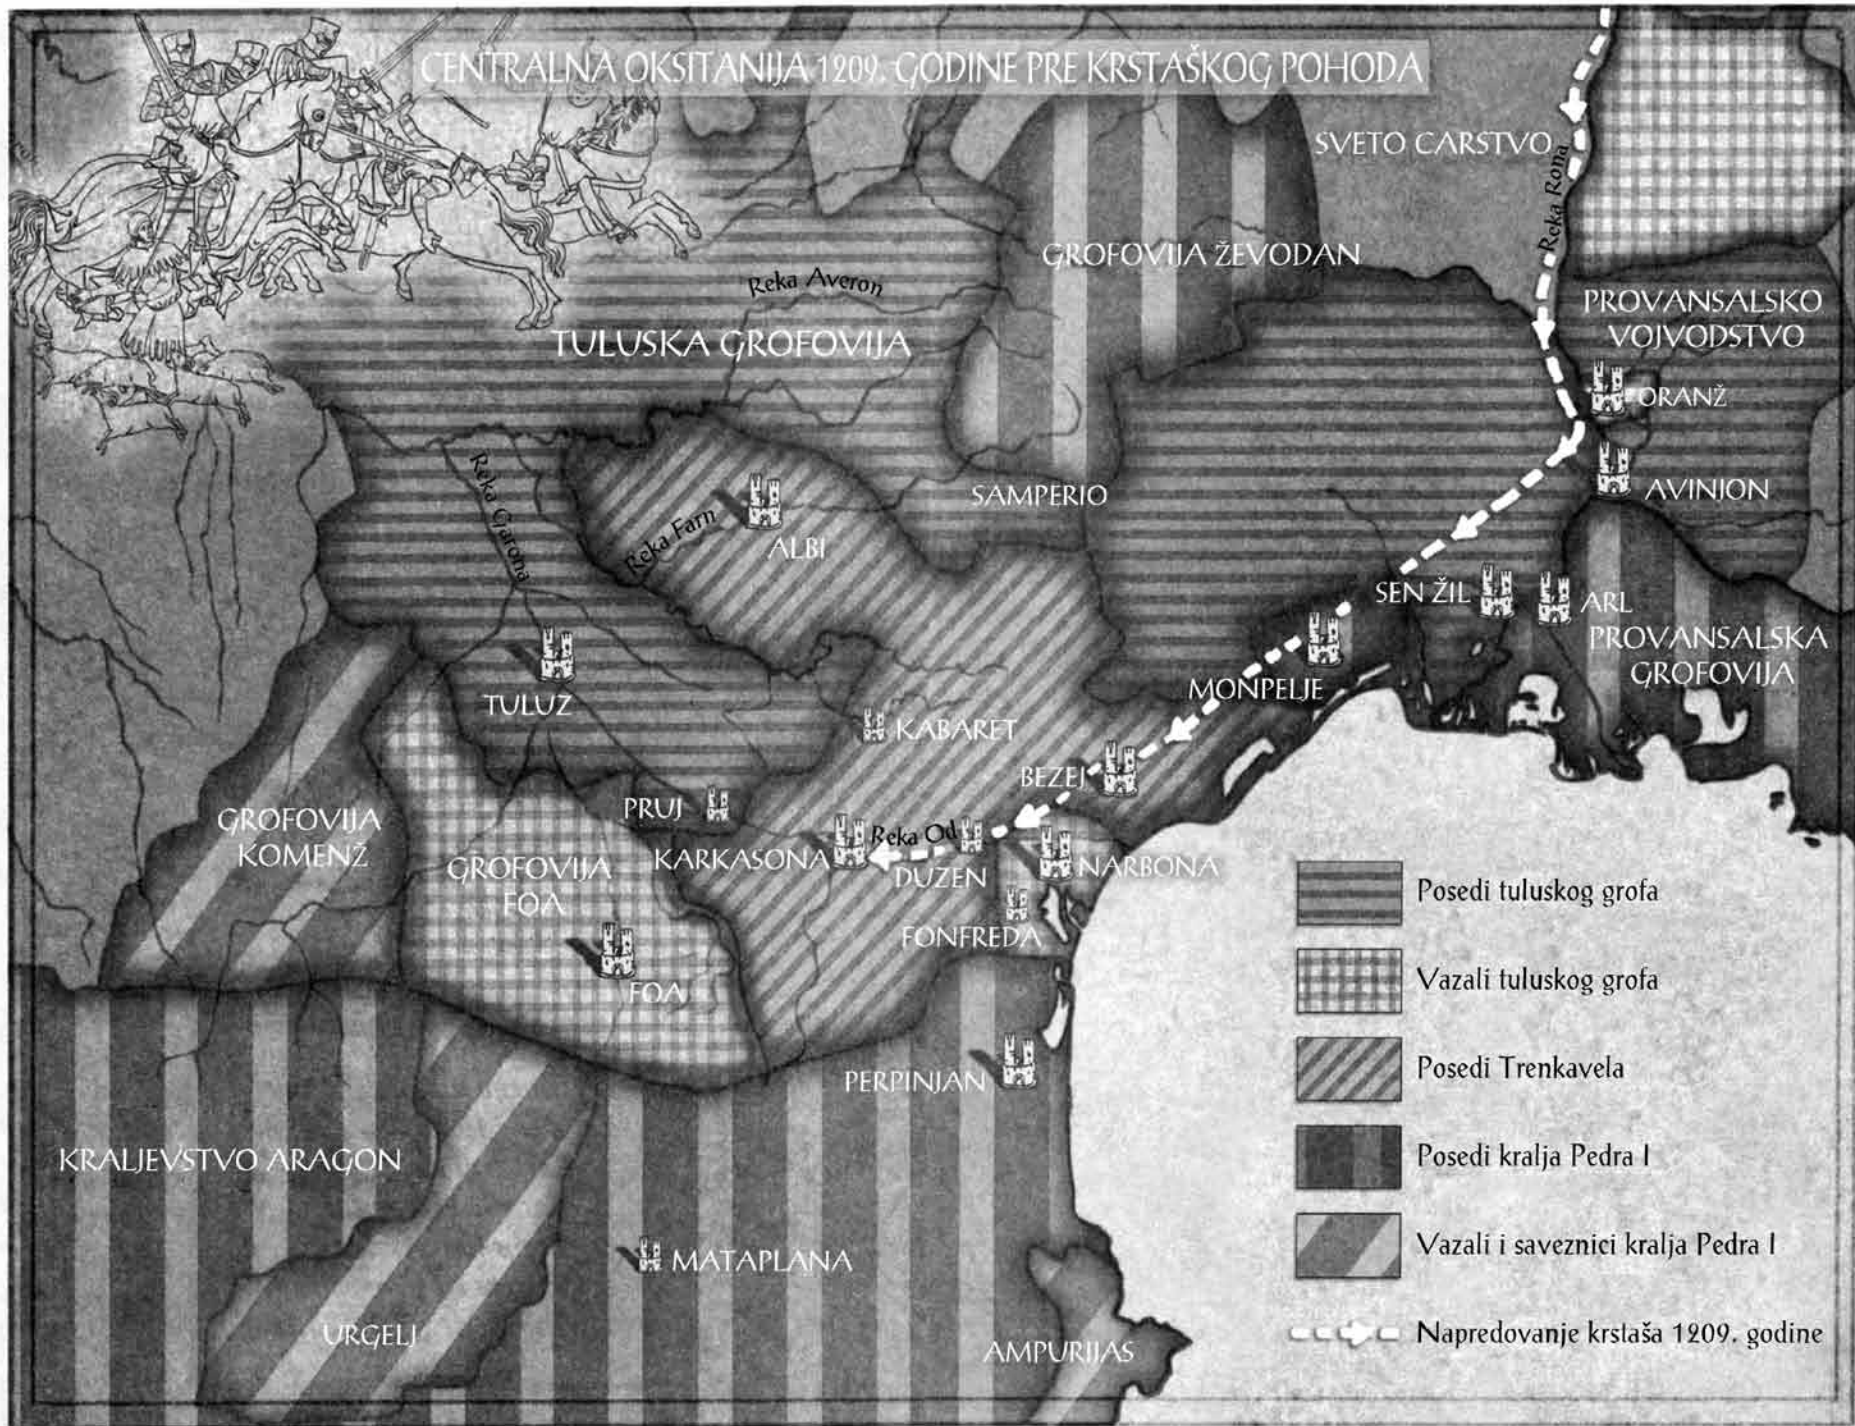 CENTRALNA OKSITANIJA 1209. GODINE PRE KRSTAŠKOG POHODA
SVETO CARSTVO
Reka Rona
GROFOVIJA ŽEVODAN
Reka Averon
PROVANSALSKO
VOJVODSTVO
TULUSKA GROFOVIJA
ORANŽ
Reka Garona
AVINION
SAMPERIO
Reka Farn
ALBI
SEN ŽIL
ARL
PROVANSALSKA
GROFOVIJA
MONPELJE
TULUZ
KABARET
BEZEJ
PRUJ
GROFOVIJA
KOMENŽ
Reka Od
KARKASONA
DUZEN
NARBONA
GROFOVIJA
FOA
FONFREDA
FOA
PERPINJAN
KRALJEVSTVO ARAGON
MATAPLANA
URGELJ
AMPURIJAS
Posedi tuluskog grofa
Vazali tuluskog grofa
Posedi Trenkavela
Posedi kralja Pedra I
Vazali i saveznici kralja Pedra I
Napredovanje krstaša 1209. godine